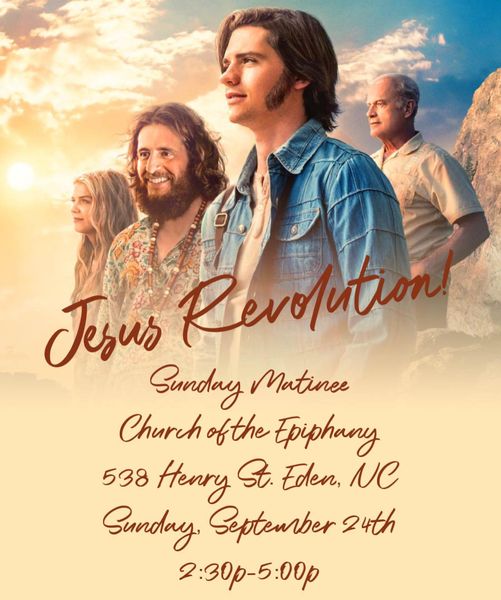 Jesus Revolution!
Sunday Matinee
Church of the Epiphany
538 Henry St. Eden, NC
Sunday, September 24th
2:30p-5:00p